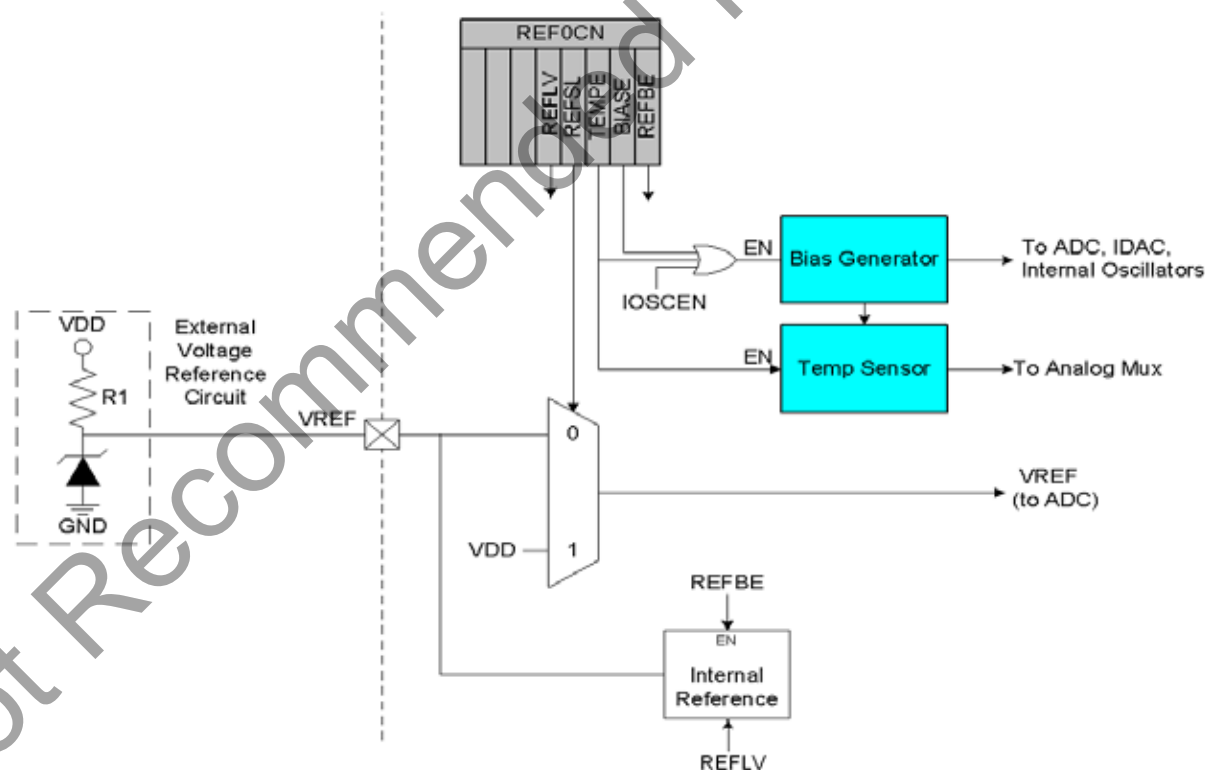 REF0CN
REFLV
REFSL
TEMPE
BIASE
REFBE
EN
Bias Generator
To ADC, IDAC,
Internal Oscillators
IOSCEN
VDD
External
Voltage
Reference
Circuit
R1
EN
Temp Sensor
To Analog Mux
VREF
0
VREF
(to ADC)
GND
VDD
1
REFBE
EN
Internal
Reference
REFLV
ot Recommended